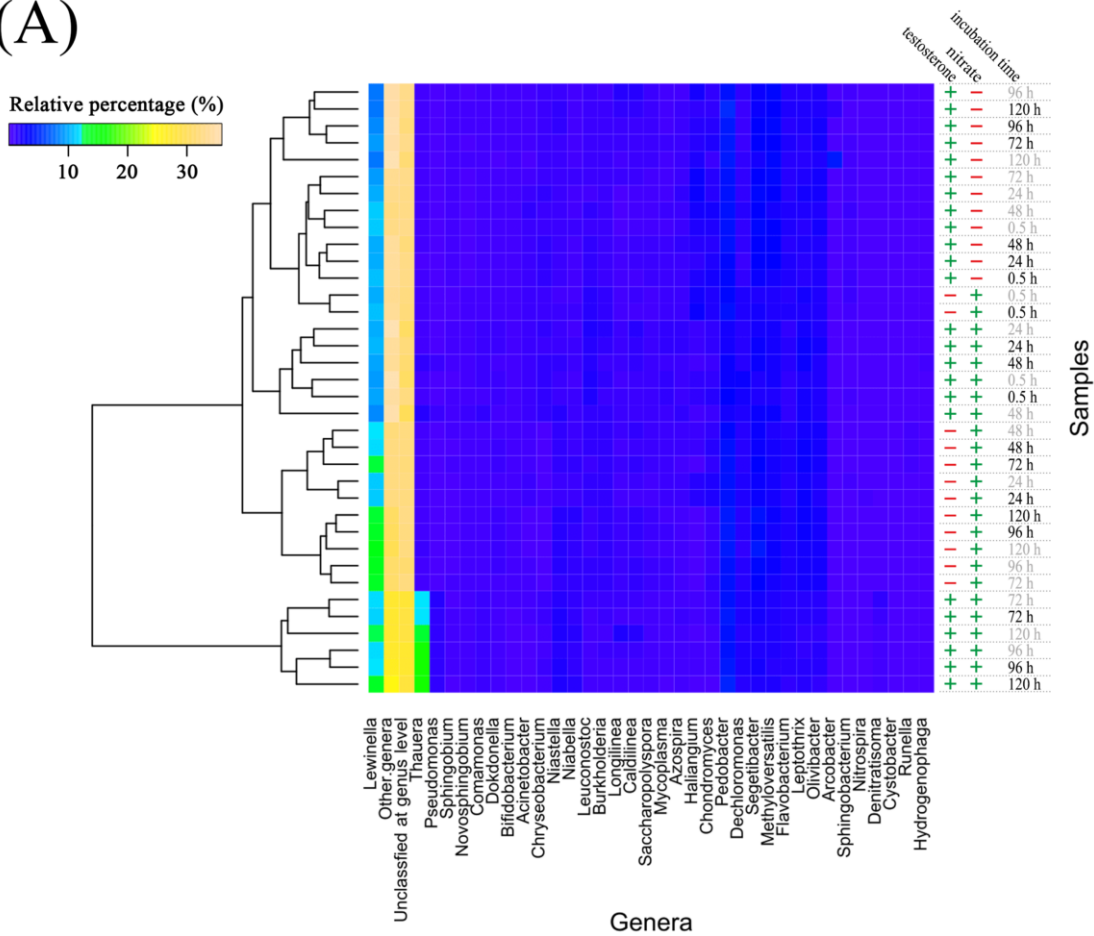 (A)
Relative percentage (%)
10 20 30
testosterone nitrate incubation time
+ − 96 h
+ − 120 h
+ − 96 h
+ − 72 h
+ − 120 h
+ − 72 h
+ − 24 h
+ − 48 h
+ − 0.5 h
+ − 48 h
+ − 24 h
+ − 0.5 h
− + 0.5 h
− + 0.5 h
+ + 24 h
+ + 24 h
+ + 48 h
+ + 0.5 h
+ + 0.5 h
+ + 48 h
− + 48 h
− + 48 h
− + 72 h
− + 24 h
− + 24 h
− + 120 h
− + 96 h
− + 120 h
− + 96 h
− + 72 h
+ + 72 h
+ + 72 h
+ + 120 h
+ + 96 h
+ + 96 h
+ + 120 h
Samples
Lewinella
Other.genera
Unclassfied at genus level
Thauera
Pseudomonas
Sphingobium
Novosphingobium
Comamonas
Dokdonella
Bifidobacterium
Acinetobacter
Chryseobacterium
Niastella
Niabella
Leuconostoc
Burkholderia
Longilinea
Caldilinea
Saccharopolyspora
Mycoplasma
Azospira
Haliangium
Chondromyces
Pedobacter
Dechloromonas
Segetibacter
Methyloversatilis
Flavobacterium
Leptothrix
Olivibacter
Arcobacter
Sphingobacterium
Nitrospira
Denitratisoma
Cystobacter
Runella
Hydrogenophaga
Genera